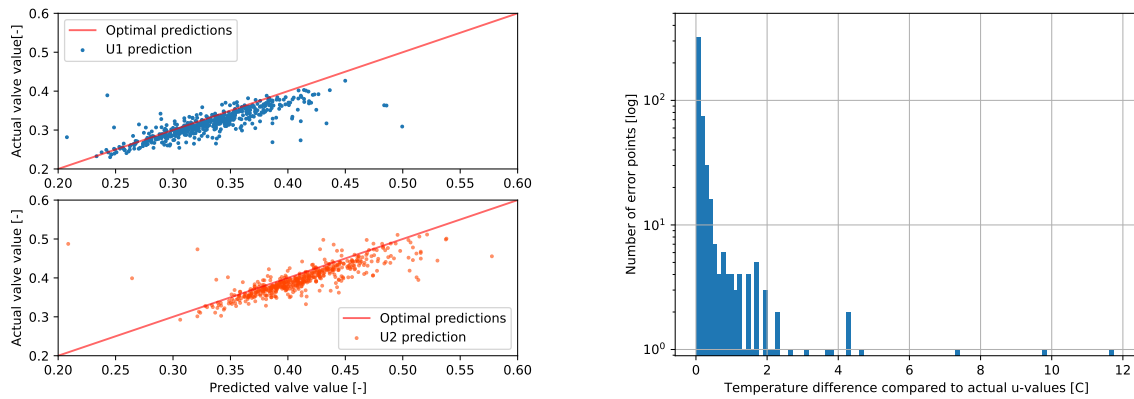 Actual valve value[-]
0.6
0.5
0.4
0.3
0.2
Optimal predictions
U1 prediction
0.20 0.25 0.30 0.35 0.40 0.45 0.50 0.55 0.60
Actual valve value [-]
0.6
0.5
0.4
0.3
0.2
Optimal predictions
U2 prediction
0.20 0.25 0.30 0.35 0.40 0.45 0.50 0.55 0.60
Predicted valve value [-]
Number of error points [log]
10²
10¹
10⁰
0 2 4 6 8 10 12
Temperature difference compared to actual u-values [C]